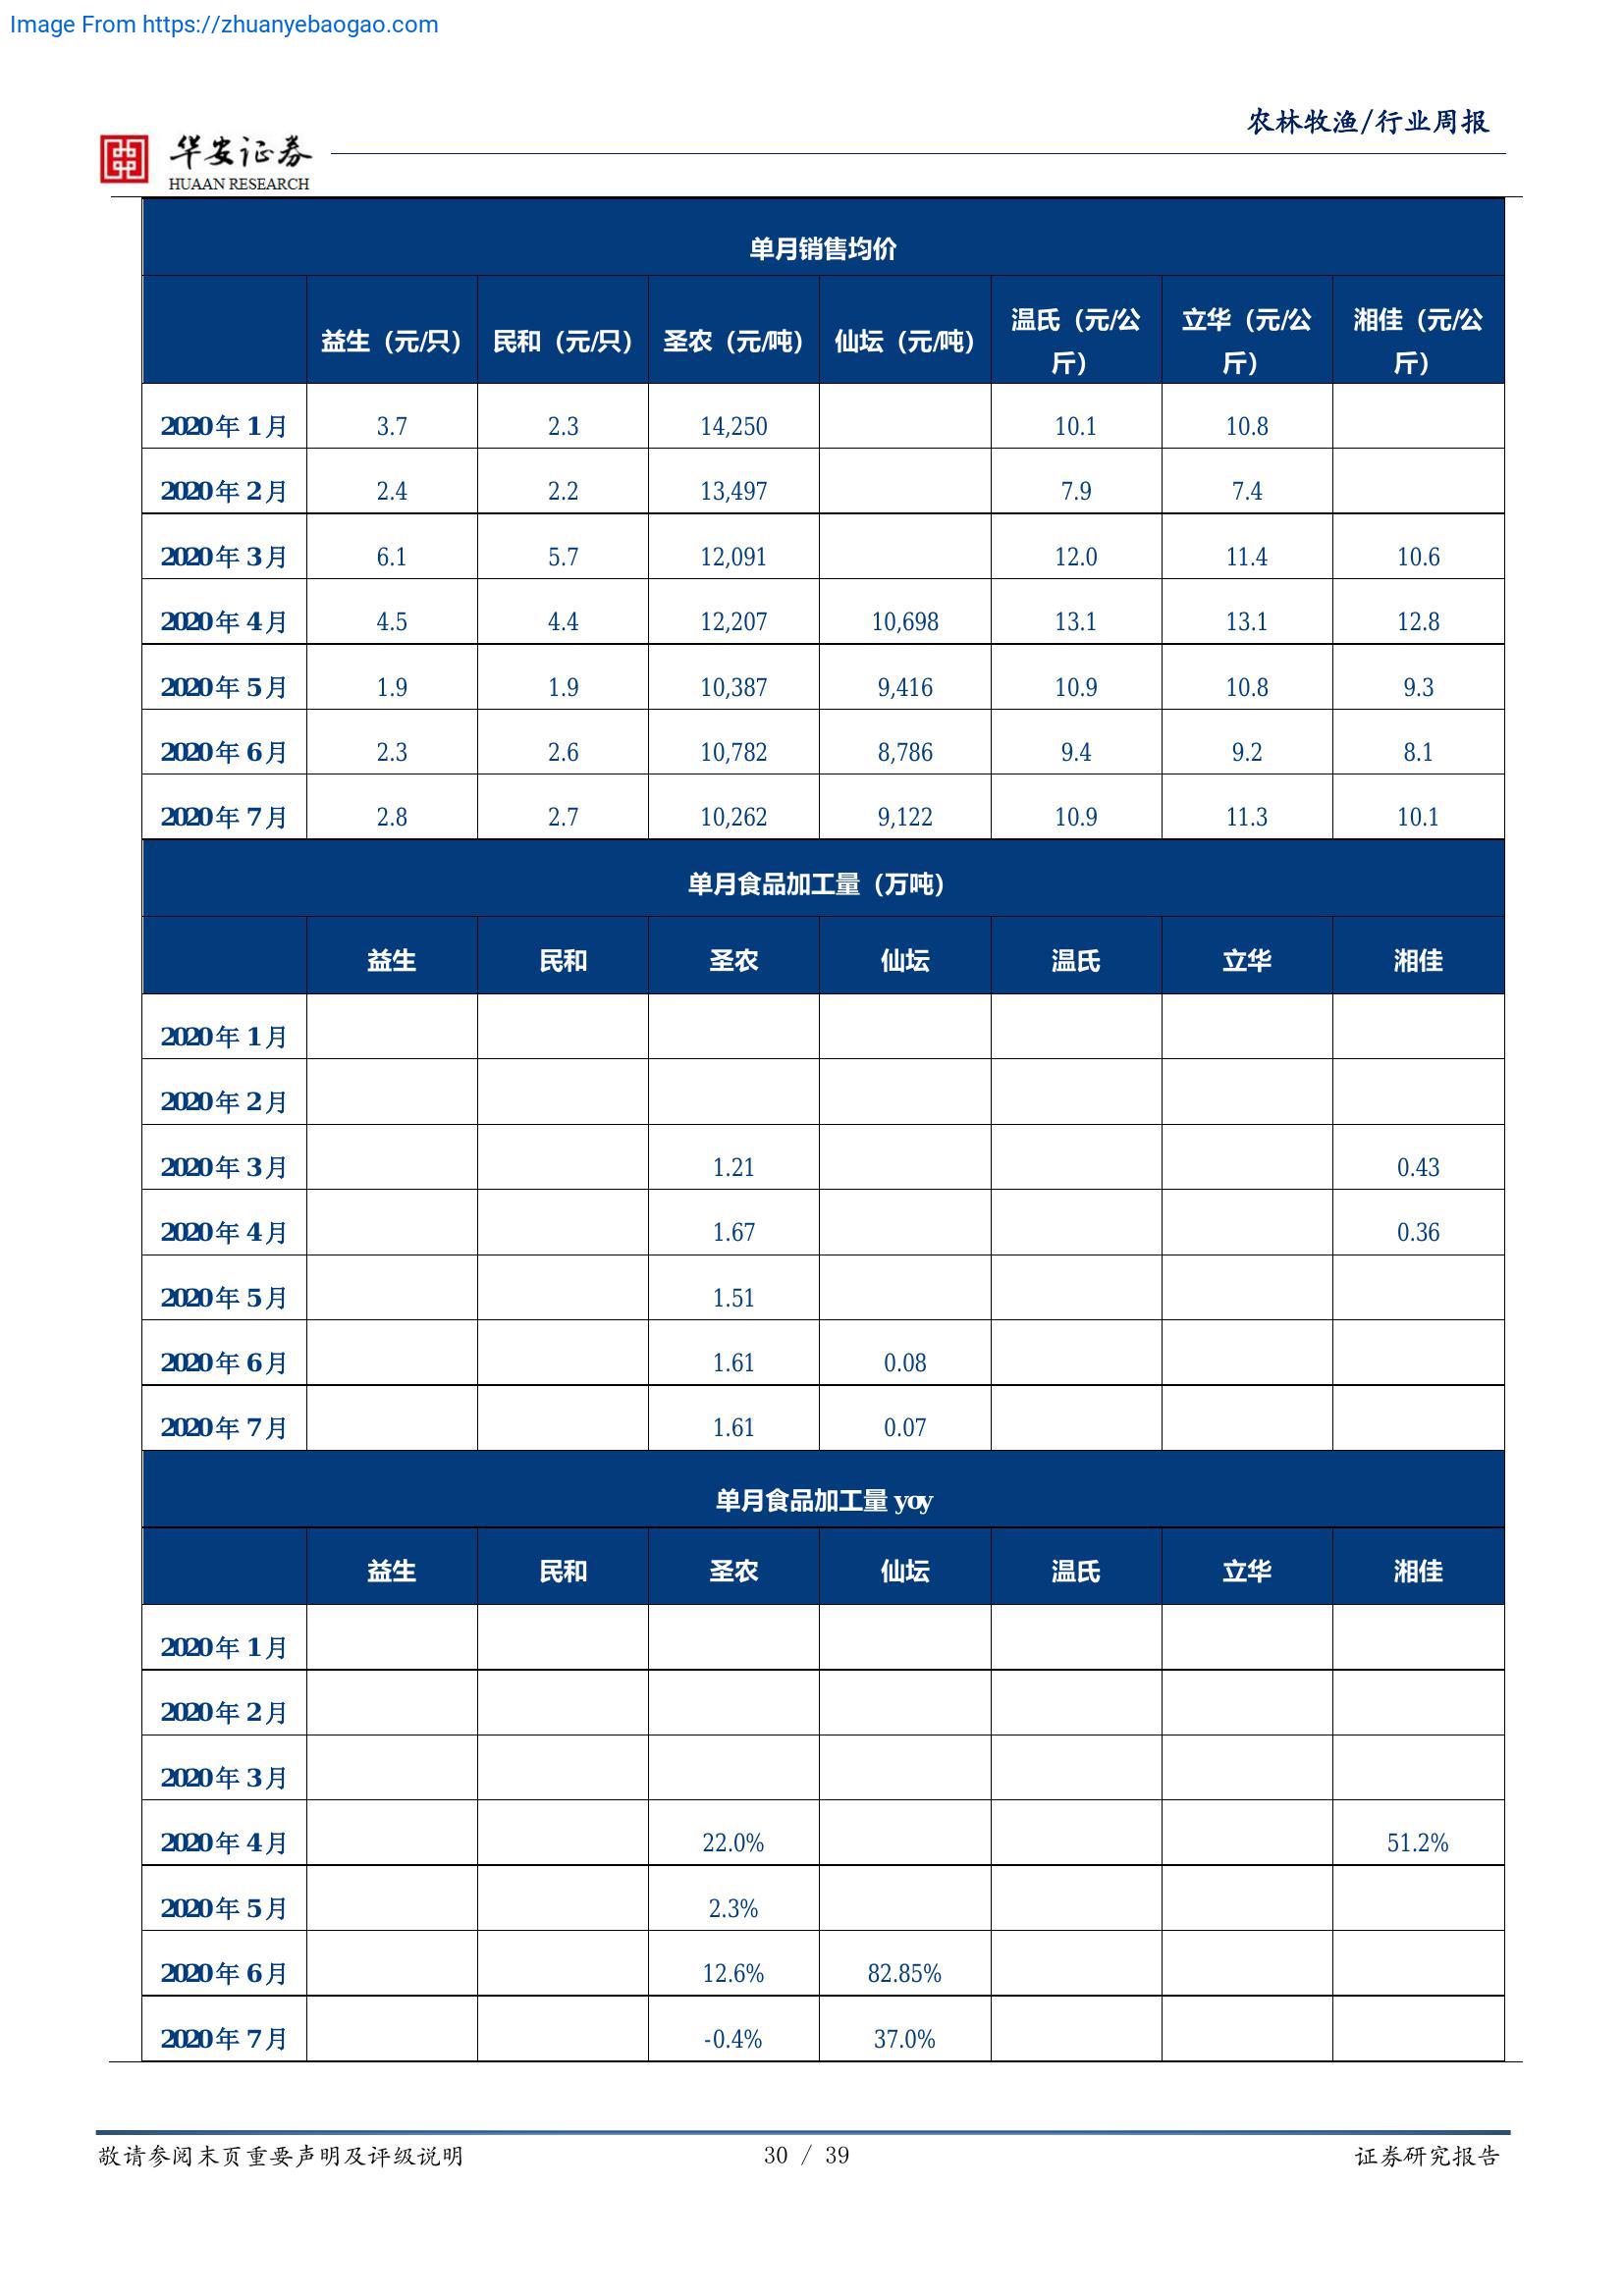 Image From https://zhuanyebaogao.com
农林牧渔/行业周报
华安证券
HUAAN RESEARCH
单月销售均价
益生（元/只） 民和（元/只） 圣农（元/吨） 仙坛（元/吨） 温氏（元/公斤） 立华（元/公斤） 湘佳（元/公斤）
2020年1月 3.7 2.3 14,250 10.1 10.8
2020年2月 2.4 2.2 13,497 7.9 7.4
2020年3月 6.1 5.7 12,091 12.0 11.4 10.6
2020年4月 4.5 4.4 12,207 10,698 13.1 13.1 12.8
2020年5月 1.9 1.9 10,387 9,416 10.9 10.8 9.3
2020年6月 2.3 2.6 10,782 8,786 9.4 9.2 8.1
2020年7月 2.8 2.7 10,262 9,122 10.9 11.3 10.1
单月食品加工量（万吨）
益生 民和 圣农 仙坛 温氏 立华 湘佳
2020年1月
2020年2月
2020年3月 1.21 0.43
2020年4月 1.67 0.36
2020年5月 1.51
2020年6月 1.61 0.08
2020年7月 1.61 0.07
单月食品加工量 yoy
益生 民和 圣农 仙坛 温氏 立华 湘佳
2020年1月
2020年2月
2020年3月
2020年4月 22.0% 51.2%
2020年5月 2.3%
2020年6月 12.6% 82.85%
2020年7月 -0.4% 37.0%
敬请参阅末页重要声明及评级说明 30 / 39 证券研究报告